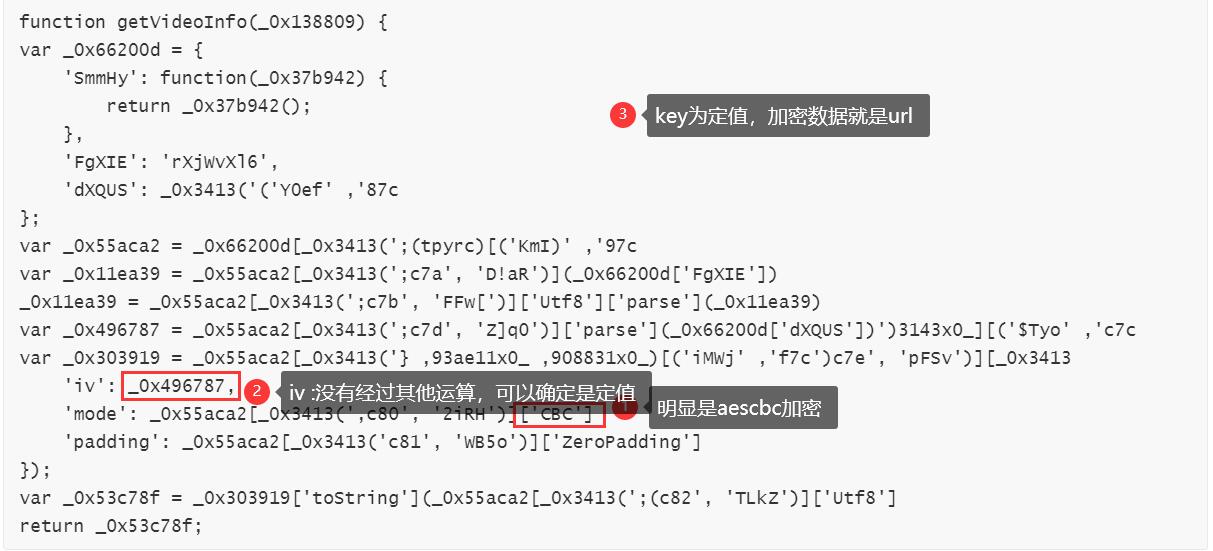 function getVideoInfo(_0x138809) {
var _0x66200d = {
'SmmHy': function(_0x37b942) {
return _0x37b942();
3 key为定值，加密数据就是url
},
'FgXIE': 'rXjWvXl6',
'dXQUS': _0x3413('('Y0ef' ,'87c
};
var _0x55aca2 = _0x66200d[_0x3413(';(tpyrc)[('KmI)' ,'97c
var _0x11ea39 = _0x55aca2[_0x3413(';c7a', 'D!aR')](_0x66200d['FgXIE'])
_0x11ea39 = _0x55aca2[_0x3413(';c7b', 'FFw[')]['Utf8']['parse'](_0x11ea39)
var _0x496787 = _0x55aca2[_0x3413(';c7d', 'Z]q0')]['parse'](_0x66200d['dXQUS'])')3143x0_][('$Tyo' ,'c7c
var _0x303919 = _0x55aca2[_0x3413('} ,93ae11x0_ ,908831x0_)[('iMWj' ,'f7c')c7e', 'pFSv')][_0x3413
'iv': _0x496787,
2 iv :没有经过其他运算，可以确定是定值
'mode': _0x55aca2[_0x3413(',c80', '2iRH')]['CBC']
1 明显是aescbc加密
'padding': _0x55aca2[_0x3413('c81', 'WB5o')]['ZeroPadding']
});
var _0x53c78f = _0x303919['toString'](_0x55aca2[_0x3413(';(c82', 'TLkZ')]['Utf8']
return _0x53c78f;